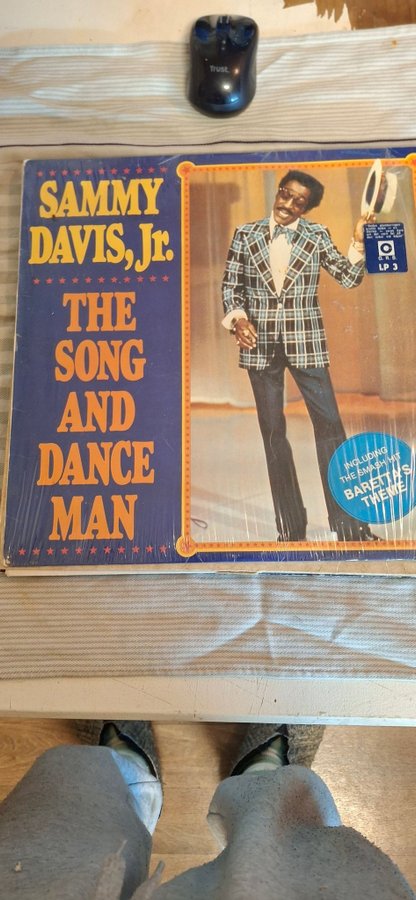 Trust.
SAMMY
DAVIS, Jr.
THE
SONG
AND
DANCE
MAN
LP 3
INCLUDING
THE SMASH HIT
BARETTA'S
THEME